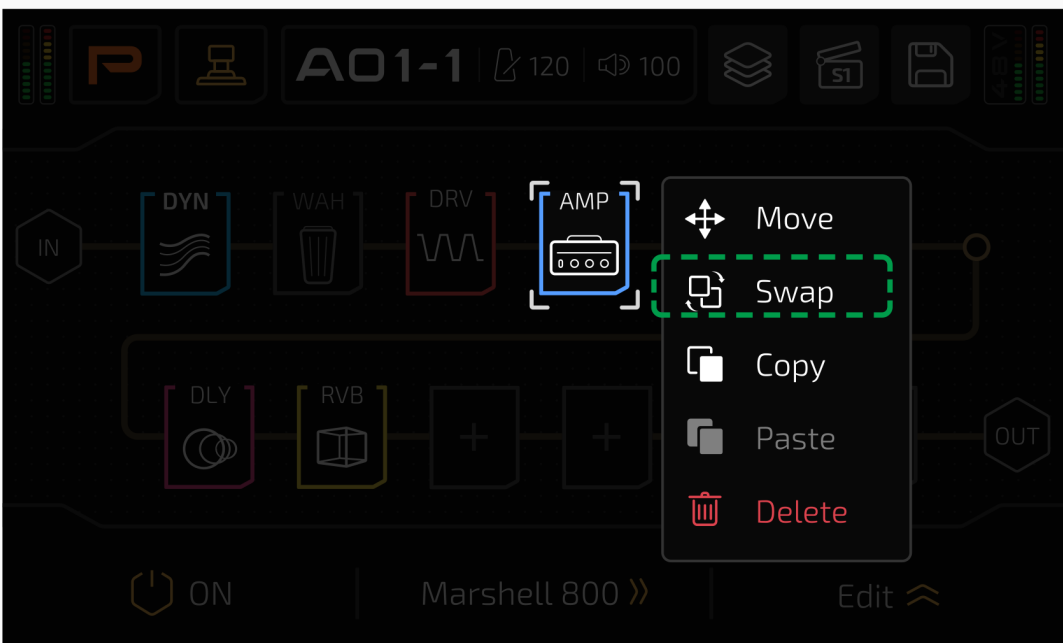 P
A01-1
120
100
S1
48V
DYN
WAH
DRV
AMP
IN
Move
Swap
Copy
Paste
Delete
DLY
RVB
OUT
ON
Marshell 800
Edit